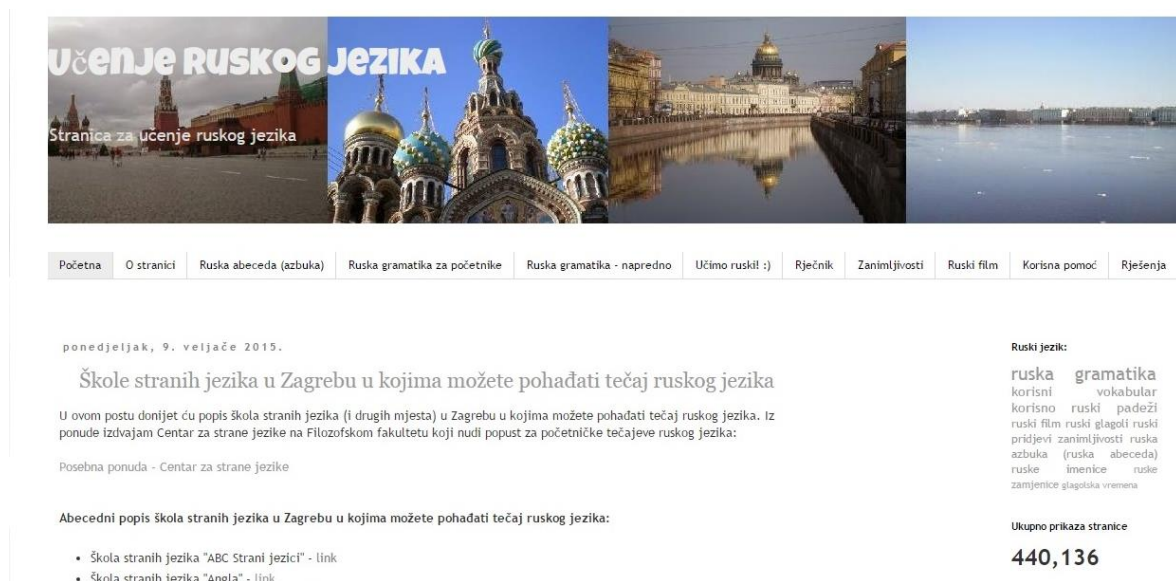 Učenje ruskog jezika
Stranica za učenje ruskog jezika
Početna O stranici Ruska abeceda (azbuka) Ruska gramatika za početnike Ruska gramatika - napredno Učimo ruski! :) Rječnik Zanimljivosti Ruski film Korisna pomoć Rješenja
ponedjeljak, 9. veljače 2015.
Škole stranih jezika u Zagrebu u kojima možete pohađati tečaj ruskog jezika
U ovom postu donijet ću popis škola stranih jezika (i drugih mjesta) u Zagrebu u kojima možete pohađati tečaj ruskog jezika. Iz
ponude izdvajam Centar za strane jezike na Filozofskom fakultetu koji nudi popust za početničke tečajeve ruskog jezika:
Posebna ponuda - Centar za strane jezike
Abecedni popis škola stranih jezika u Zagrebu u kojima možete pohađati tečaj ruskog jezika:
• Škola stranih jezika "ABC Strani jezici" - link
• Škola stranih jezika "Angla" - link
Ruski jezik:
ruska gramatika
korisni vokabular
korisno ruski padeži
ruski film ruski glagoli ruski
pridjevi zanimljivosti ruska
azbuka (ruska abeceda)
ruske imenice ruske
zamjenice glagolska vremena
Ukupno prikaza stranice
440,136